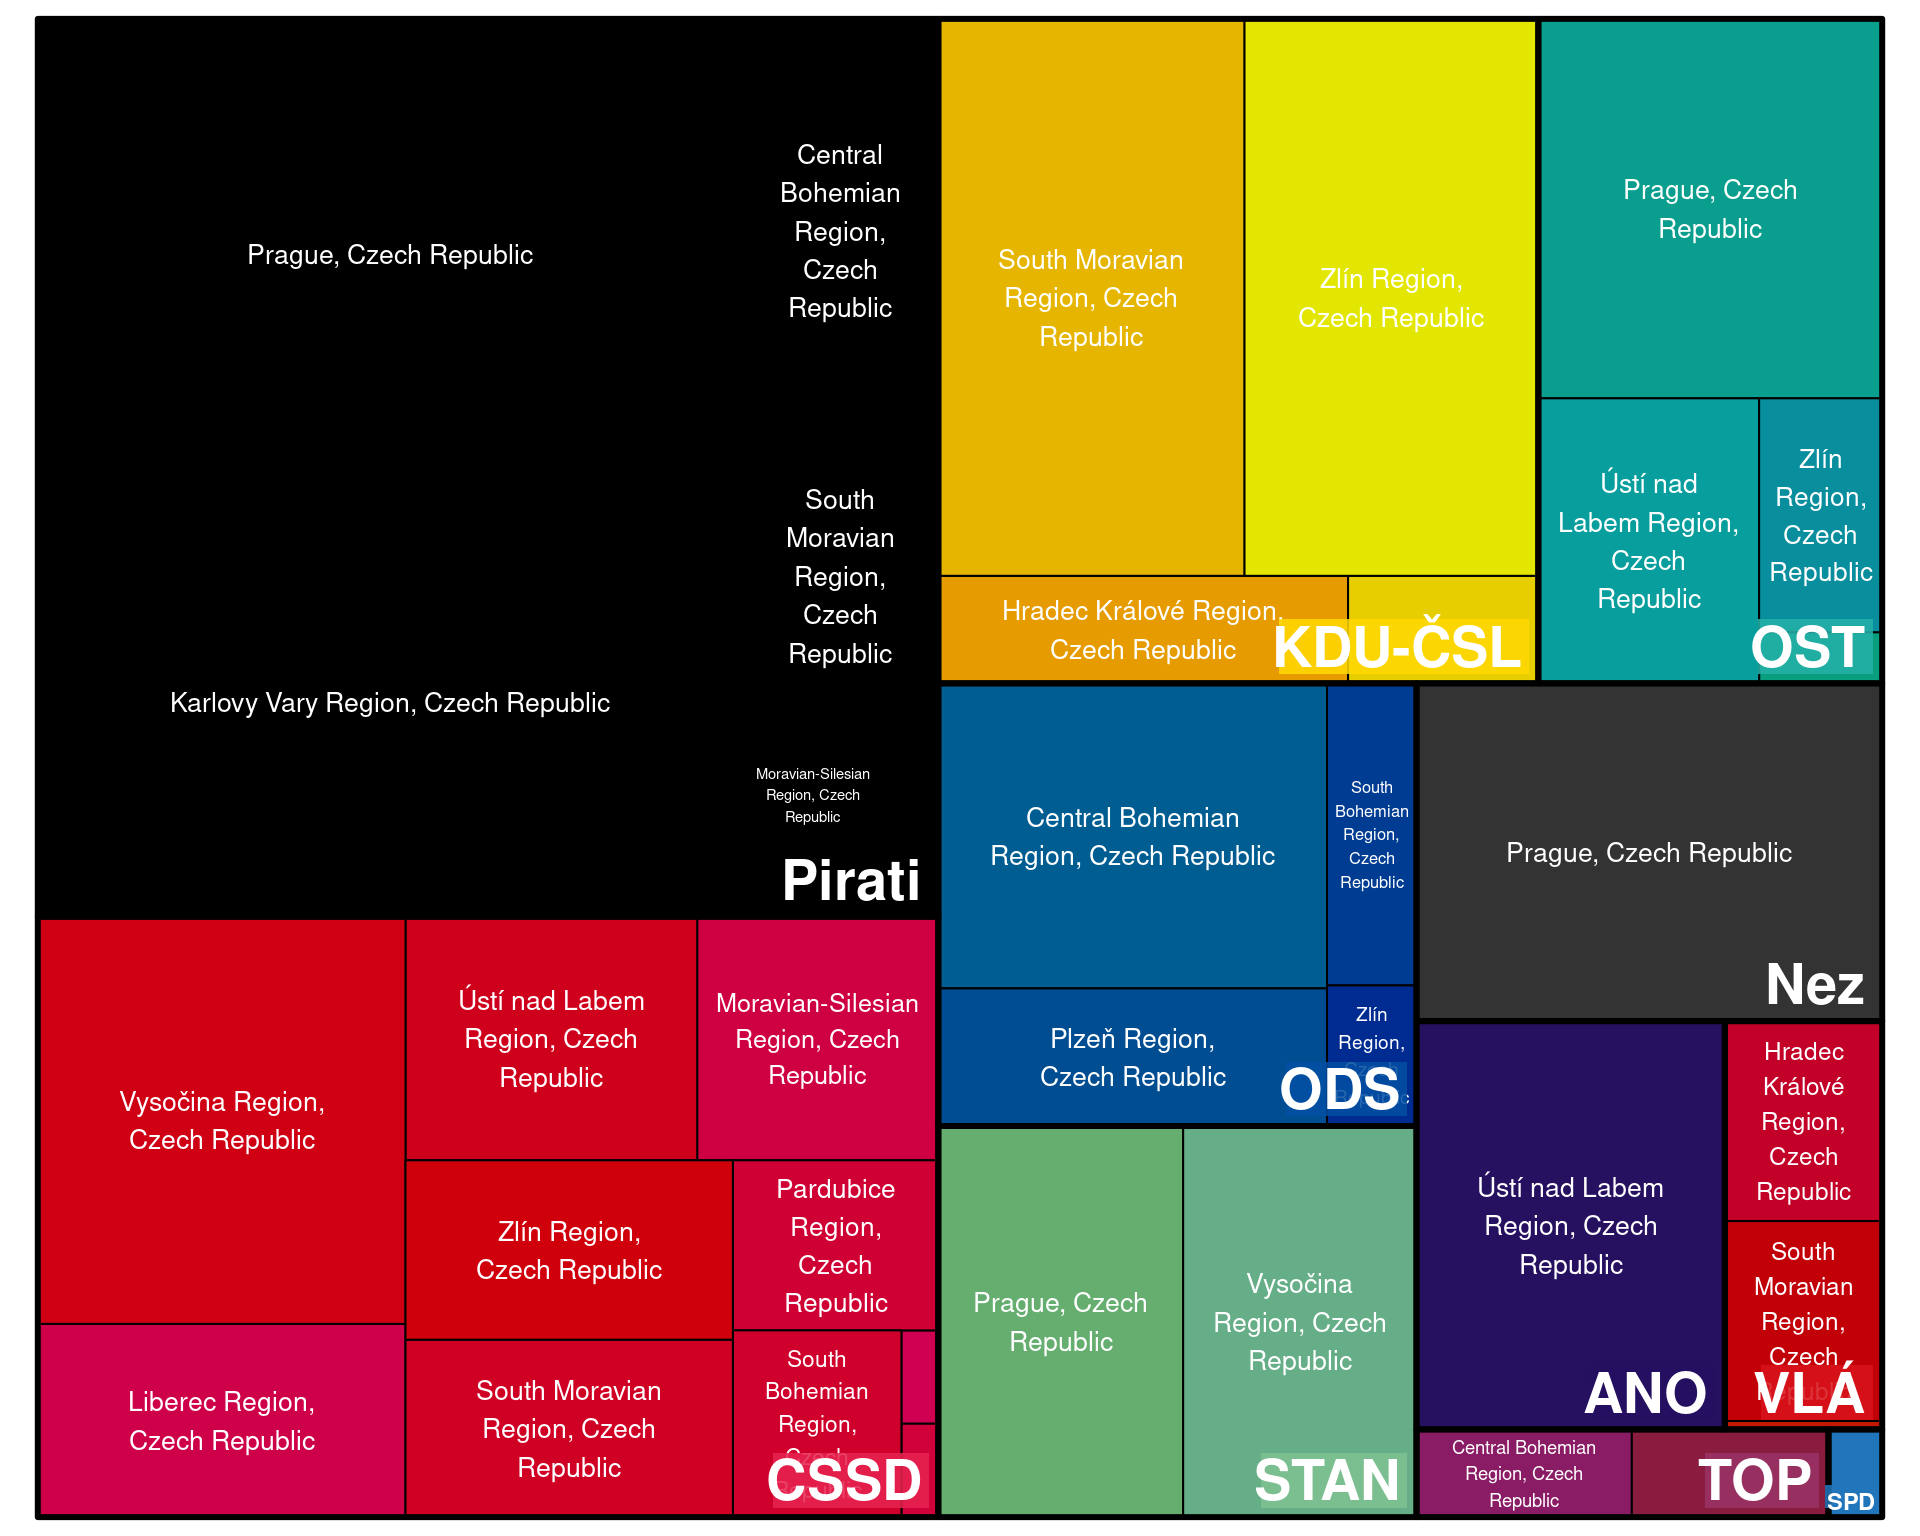 Prague, Czech Republic
Central
Bohemian
Region,
Czech
Republic
Karlovy Vary Region, Czech Republic
South
Moravian
Region,
Czech
Republic
Moravian-Silesian
Region, Czech
Republic
Pirati
South Moravian
Region, Czech
Republic
Zlín Region,
Czech Republic
Hradec Králové Region,
Czech Republic
KDU-ČSL
Prague, Czech
Republic
Ústí nad
Labem Region,
Czech
Republic
Zlín
Region,
Czech
Republic
OST
Central Bohemian
Region, Czech Republic
South
Bohemian
Region,
Czech
Republic
Plzeň Region,
Czech Republic
Zlín
Region,
Czech
Republic
ODS
Prague, Czech Republic
Nez
Vysočina Region,
Czech Republic
Liberec Region,
Czech Republic
Ústí nad Labem
Region, Czech
Republic
Moravian-Silesian
Region, Czech
Republic
Zlín Region,
Czech Republic
Pardubice
Region,
Czech
Republic
South Moravian
Region, Czech
Republic
South
Bohemian
Region,
Czech
Republic
CSSD
Prague, Czech
Republic
Vysočina
Region, Czech
Republic
STAN
Ústí nad Labem
Region, Czech
Republic
ANO
Hradec
Králové
Region,
Czech
Republic
South
Moravian
Region,
Czech
Republic
VLÁ
Central Bohemian
Region, Czech
Republic
TOP
SPD